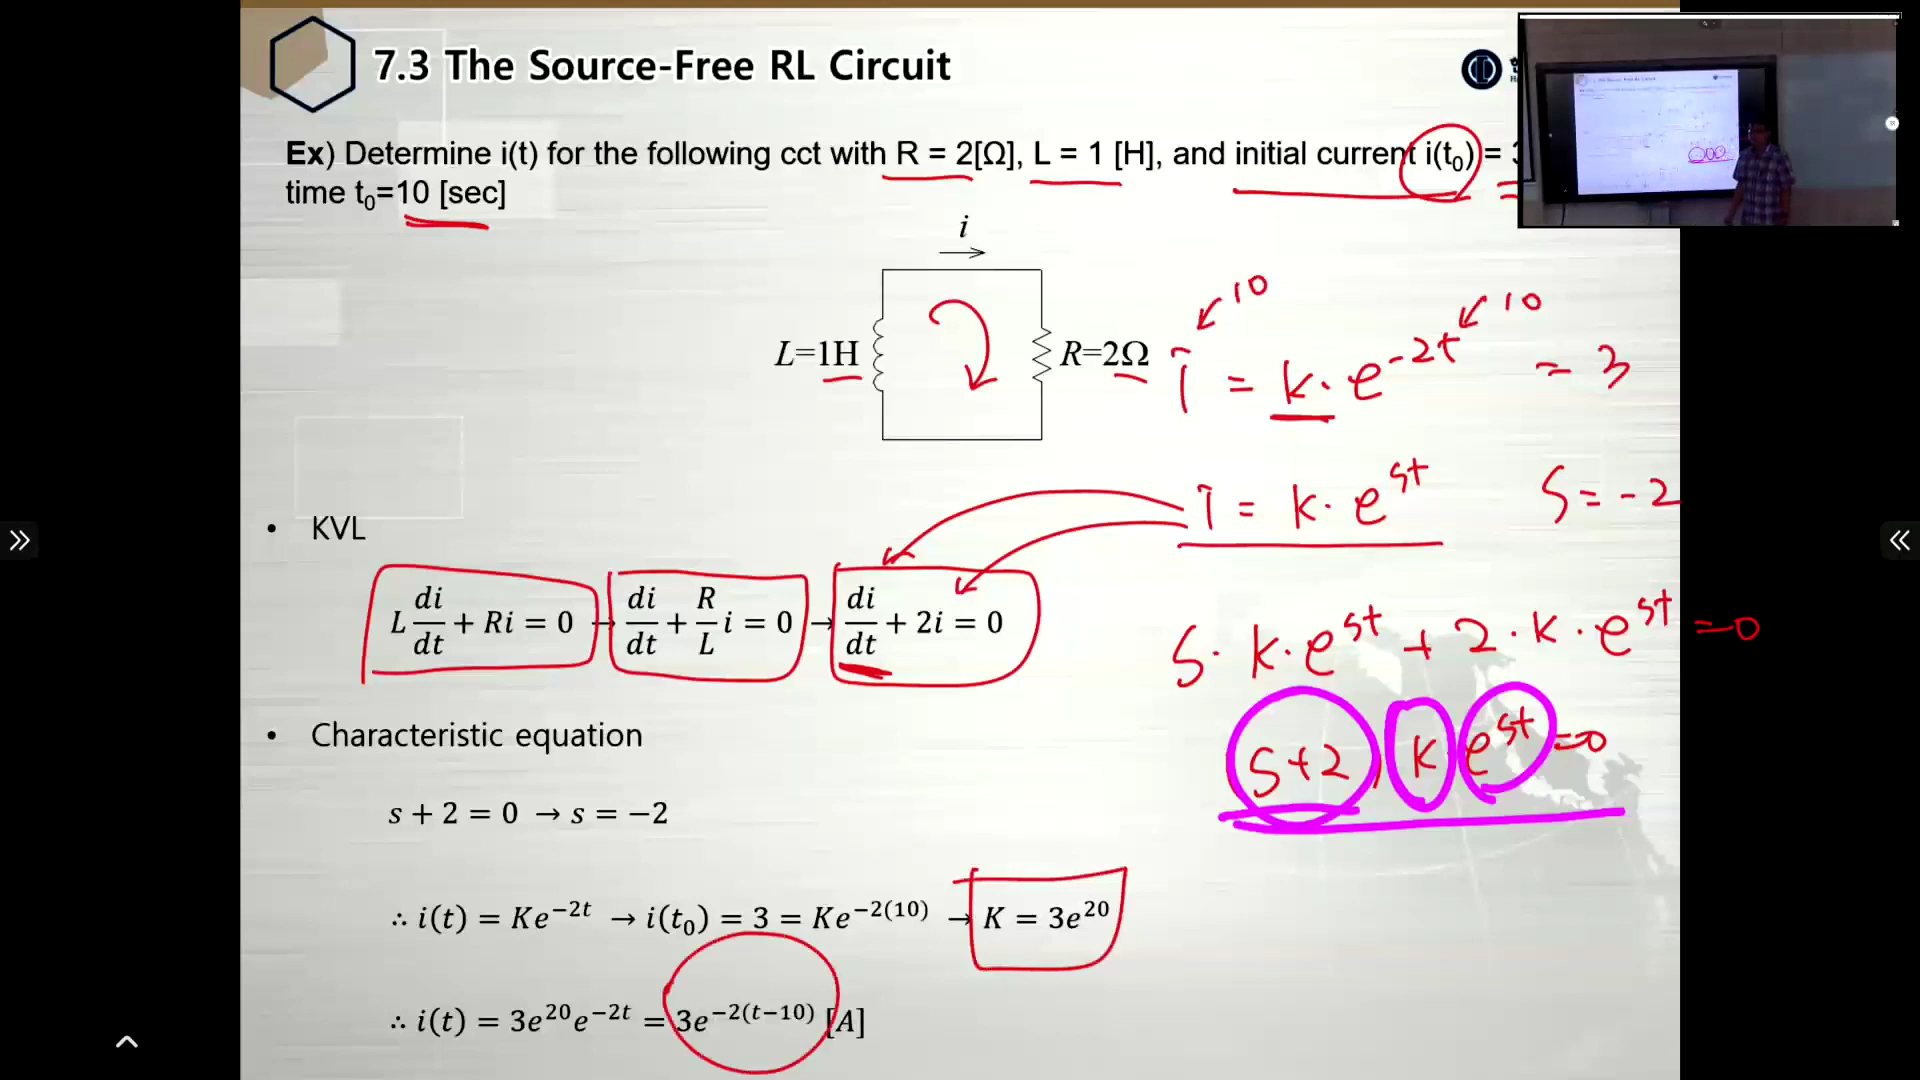 7.3 The Source-Free RL Circuit
Ex) Determine i(t) for the following cct with R = 2[Ω], L = 1 [H], and initial current i(t₀) =
time t₀=10 [sec]
i
L=1H
R=2Ω
10
10
i = k · e^-2t = 3
i = k · e^st
S = -2
• KVL
L di/dt + Ri = 0 → di/dt + R/L i = 0 → di/dt + 2i = 0
S · k · e^st + 2 · k · e^st = 0
(S+2) k e^st = 0
• Characteristic equation
s + 2 = 0 → s = −2
∴ i(t) = Ke^−2t → i(t₀) = 3 = Ke^−2(10) → K = 3e^20
∴ i(t) = 3e^20 e^−2t = 3e^−2(t−10) [A]